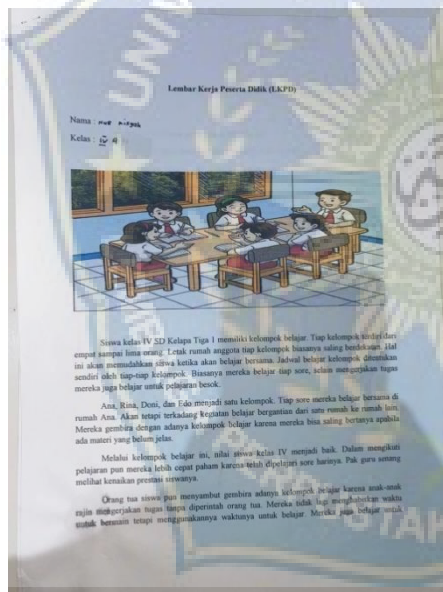 Lembar Kerja Peserta Didik (LKPD)
Nama : nur aisyah
Kelas : IV A
Siswa kelas IV SD Kelapa Tiga 1 memiliki kelompok belajar. Tiap kelompok terdiri dari
empat sampai lima orang. Letak rumah anggota tiap kelompok biasanya saling berdekatan. Hal
ini akan memudahkan siswa ketika akan belajar bersama. Jadwal belajar kelompok ditentukan
sendiri oleh tiap-tiap kelompok. Biasanya mereka belajar tiap sore, selain mengerjakan tugas
mereka juga belajar untuk pelajaran besok.
Ana, Rina, Doni, dan Edo menjadi satu kelompok. Tiap sore mereka belajar bersama di
rumah Ana. Akan tetapi terkadang kegiatan belajar bergantian dari satu rumah ke rumah lain.
Mereka gembira dengan adanya kelompok belajar karena mereka bisa saling bertanya apabila
ada materi yang belum jelas.
Melalui kelompok belajar ini, nilai siswa kelas IV menjadi baik. Dalam mengikuti
pelajaran pun mereka lebih cepat paham karena telah dipelajari sore harinya. Pak guru senang
melihat kenaikan prestasi siswanya.
Orang tua siswa pun menyambut gembira adanya kelompok belajar karena anak-anak
rajin mengerjakan tugas tanpa diperintah orang tua. Mereka tidak lagi menghabiskan waktu
untuk bermain tetapi menggunakannya waktunya untuk belajar. Mereka juga belajar untuk
UNI
STAKA